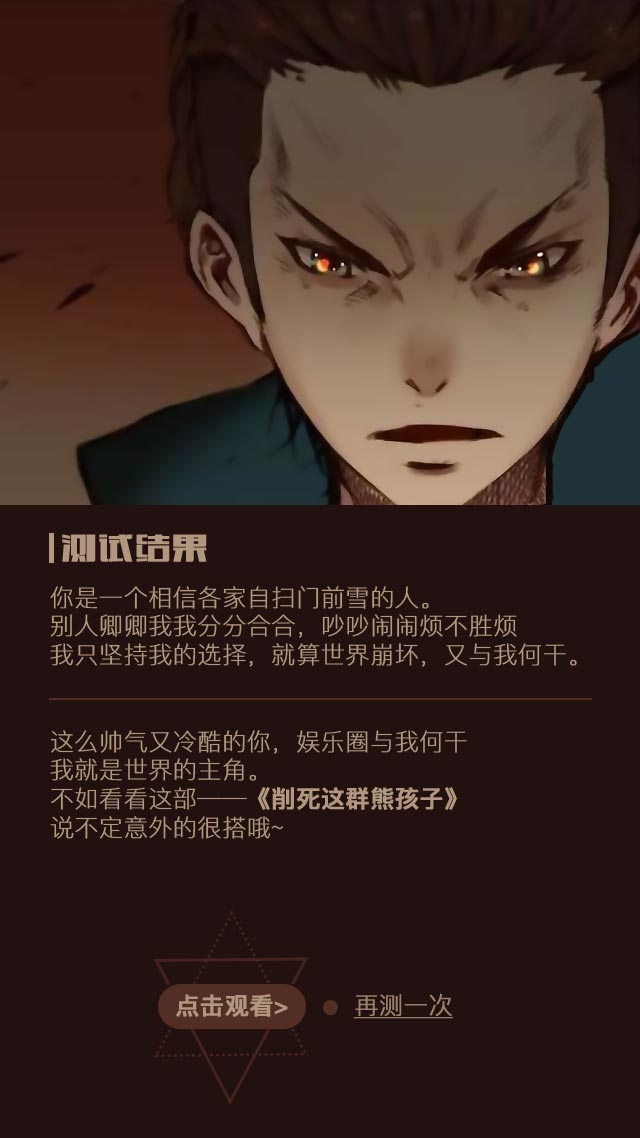 测试结果
你是一个相信各家自扫门前雪的人。
别人卿卿我我分分合合，吵吵闹闹烦不胜烦
我只坚持我的选择，就算世界崩坏，又与我何干。
这么帅气又冷酷的你，娱乐圈与我何干
我就是世界的主角。
不如看看这部——《削死这群熊孩子》
说不定意外的很搭哦~
点击观看> 再测一次